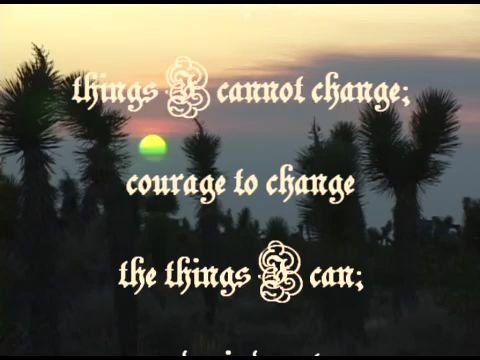 things I cannot change;
courage to change
the things I can;